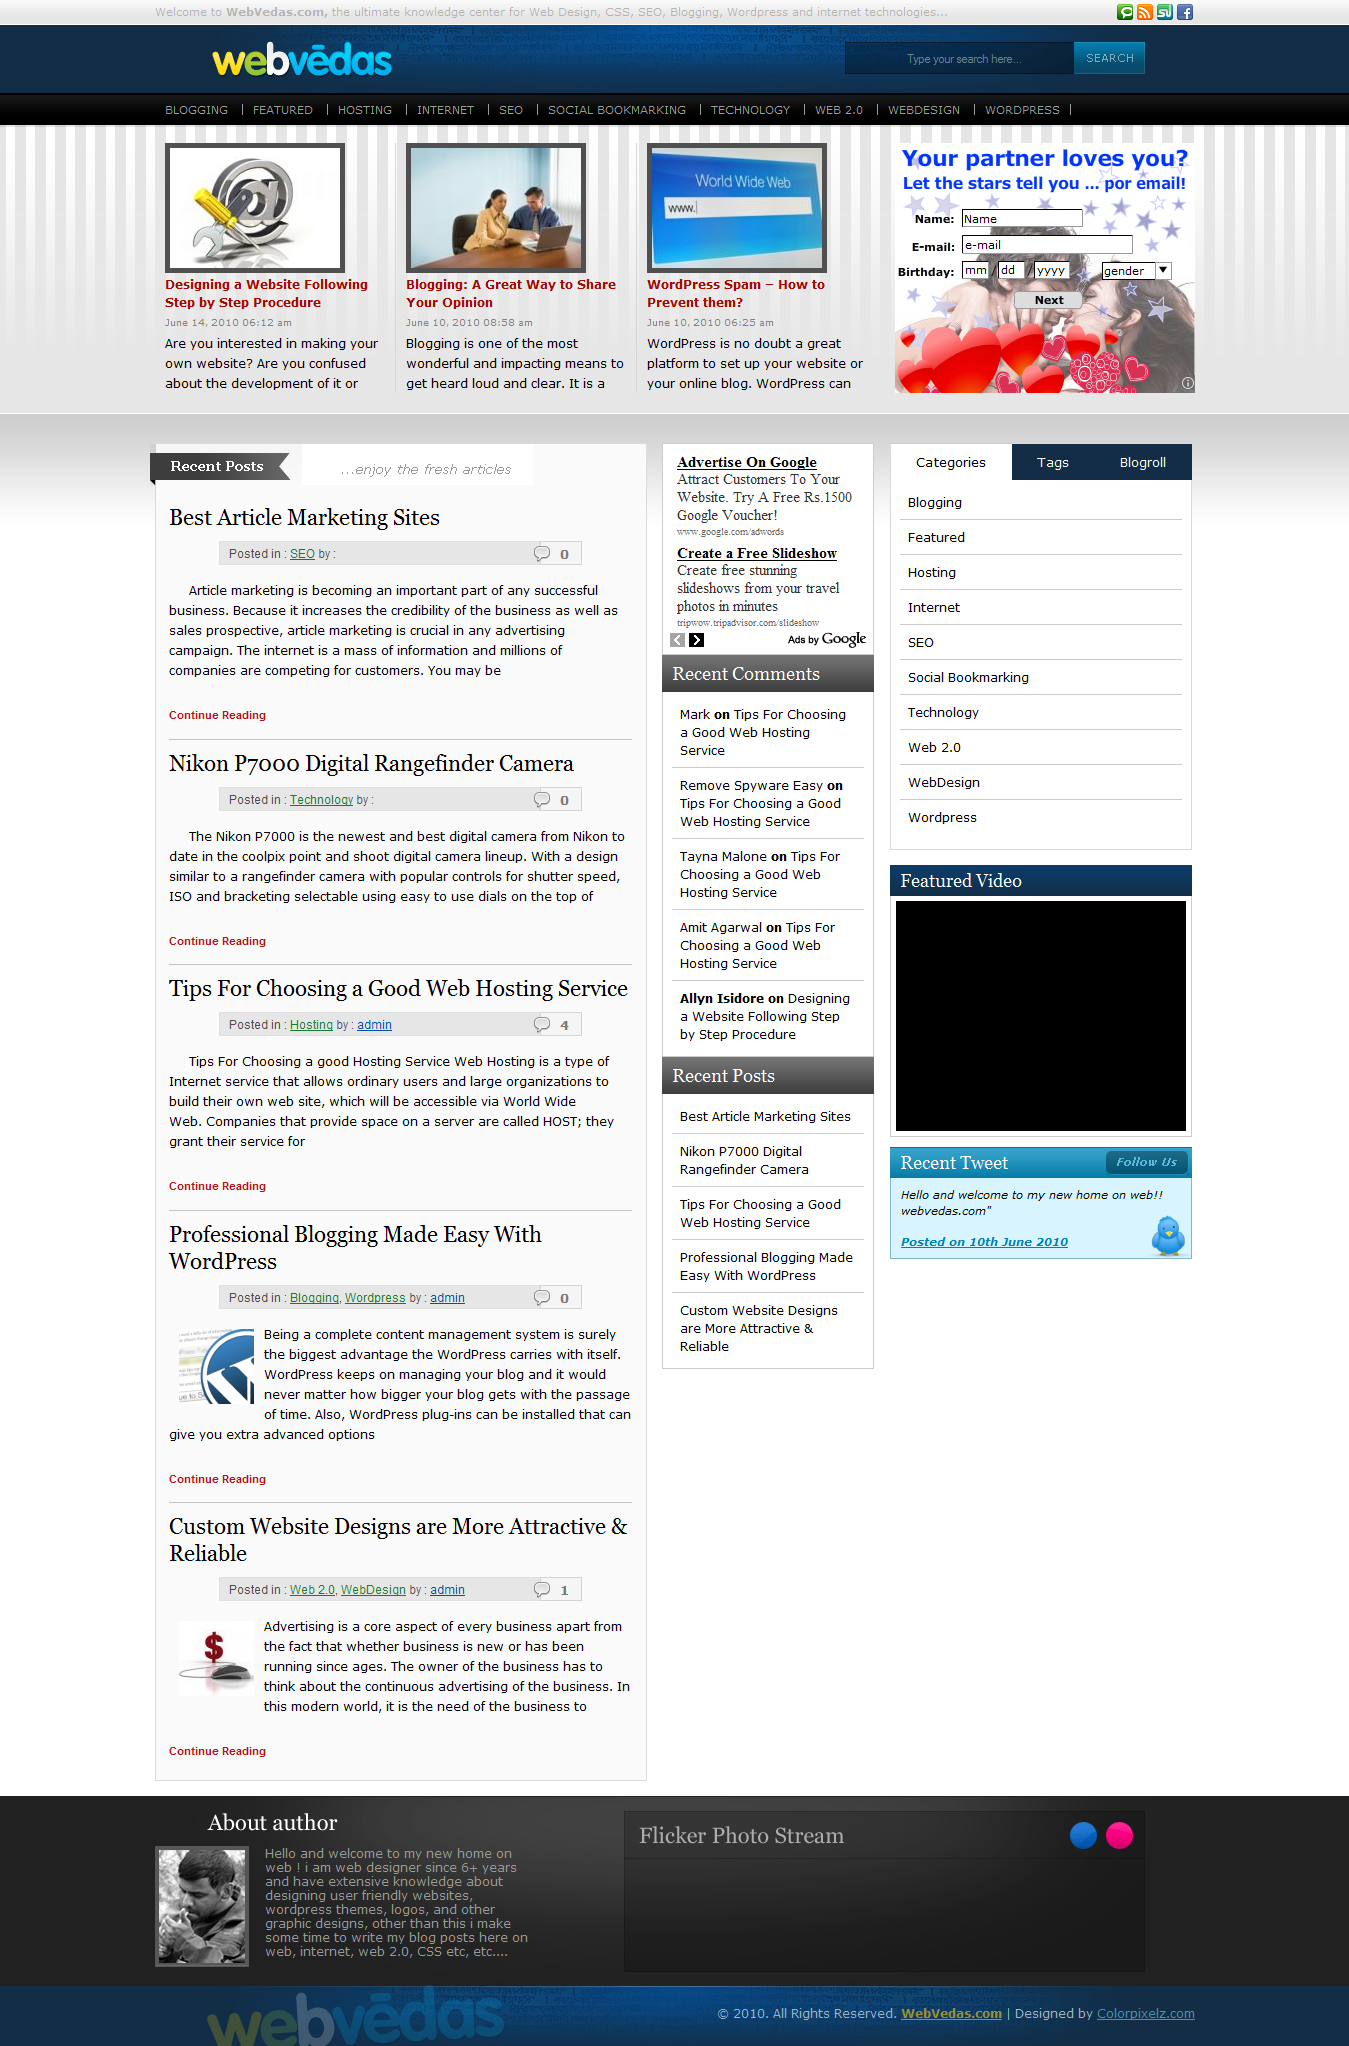 Welcome to WebVedas.com, the ultimate knowledge center for Web Design, CSS, SEO, Blogging, Wordpress and internet technologies...
webvēdas
Type your search here...
SEARCH
BLOGGING | FEATURED | HOSTING | INTERNET | SEO | SOCIAL BOOKMARKING | TECHNOLOGY | WEB 2.0 | WEBDESIGN | WORDPRESS |
Designing a Website Following
Step by Step Procedure
June 14, 2010 06:12 am
Are you interested in making your
own website? Are you confused
about the development of it or
Blogging: A Great Way to Share
Your Opinion
June 10, 2010 08:58 am
Blogging is one of the most
wonderful and impacting means to
get heard loud and clear. It is a
World Wide Web
www.
WordPress Spam – How to
Prevent them?
June 10, 2010 06:25 am
WordPress is no doubt a great
platform to set up your website or
your online blog. WordPress can
Your partner loves you?
Let the stars tell you ... por email!
Name: Name
E-mail: e-mail
Birthday: mm / dd / yyyy gender
Next
Recent Posts
...enjoy the fresh articles
Best Article Marketing Sites
Posted in : SEO by : 0
Article marketing is becoming an important part of any successful
business. Because it increases the credibility of the business as well as
sales prospective, article marketing is crucial in any advertising
campaign. The internet is a mass of information and millions of
companies are competing for customers. You may be
Continue Reading
Nikon P7000 Digital Rangefinder Camera
Posted in : Technology by : 0
The Nikon P7000 is the newest and best digital camera from Nikon to
date in the coolpix point and shoot digital camera lineup. With a design
similar to a rangefinder camera with popular controls for shutter speed,
ISO and bracketing selectable using easy to use dials on the top of
Continue Reading
Tips For Choosing a Good Web Hosting Service
Posted in : Hosting by : admin 4
Tips For Choosing a good Hosting Service Web Hosting is a type of
Internet service that allows ordinary users and large organizations to
build their own web site, which will be accessible via World Wide
Web. Companies that provide space on a server are called HOST; they
grant their service for
Continue Reading
Professional Blogging Made Easy With
WordPress
Posted in : Blogging, Wordpress by : admin 0
Being a complete content management system is surely
the biggest advantage the WordPress carries with itself.
WordPress keeps on managing your blog and it would
never matter how bigger your blog gets with the passage
of time. Also, WordPress plug-ins can be installed that can
give you extra advanced options
Continue Reading
Custom Website Designs are More Attractive &
Reliable
Posted in : Web 2.0, WebDesign by : admin 1
Advertising is a core aspect of every business apart from
the fact that whether business is new or has been
running since ages. The owner of the business has to
think about the continuous advertising of the business. In
this modern world, it is the need of the business to
Continue Reading
Advertise On Google
Attract Customers To Your
Website. Try A Free Rs.1500
Google Voucher!
www.google.com/adwords
Create a Free Slideshow
Create free stunning
slideshows from your travel
photos in minutes
tripwow.tripadvisor.com/slideshow
Ads by Google
Recent Comments
Mark on Tips For Choosing
a Good Web Hosting
Service
Remove Spyware Easy on
Tips For Choosing a Good
Web Hosting Service
Tayna Malone on Tips For
Choosing a Good Web
Hosting Service
Amit Agarwal on Tips For
Choosing a Good Web
Hosting Service
Allyn Isidore on Designing
a Website Following Step
by Step Procedure
Recent Posts
Best Article Marketing Sites
Nikon P7000 Digital
Rangefinder Camera
Tips For Choosing a Good
Web Hosting Service
Professional Blogging Made
Easy With WordPress
Custom Website Designs
are More Attractive &
Reliable
Categories Tags Blogroll
Blogging
Featured
Hosting
Internet
SEO
Social Bookmarking
Technology
Web 2.0
WebDesign
Wordpress
Featured Video
Recent Tweet
Follow Us
Hello and welcome to my new home on web!!
webvedas.com"
Posted on 10th June 2010
About author
Hello and welcome to my new home on
web ! i am web designer since 6+ years
and have extensive knowledge about
designing user friendly websites,
wordpress themes, logos, and other
graphic designs, other than this i make
some time to write my blog posts here on
web, internet, web 2.0, CSS etc, etc....
Flicker Photo Stream
webvēdas
© 2010. All Rights Reserved. WebVedas.com | Designed by Colorpixelz.com